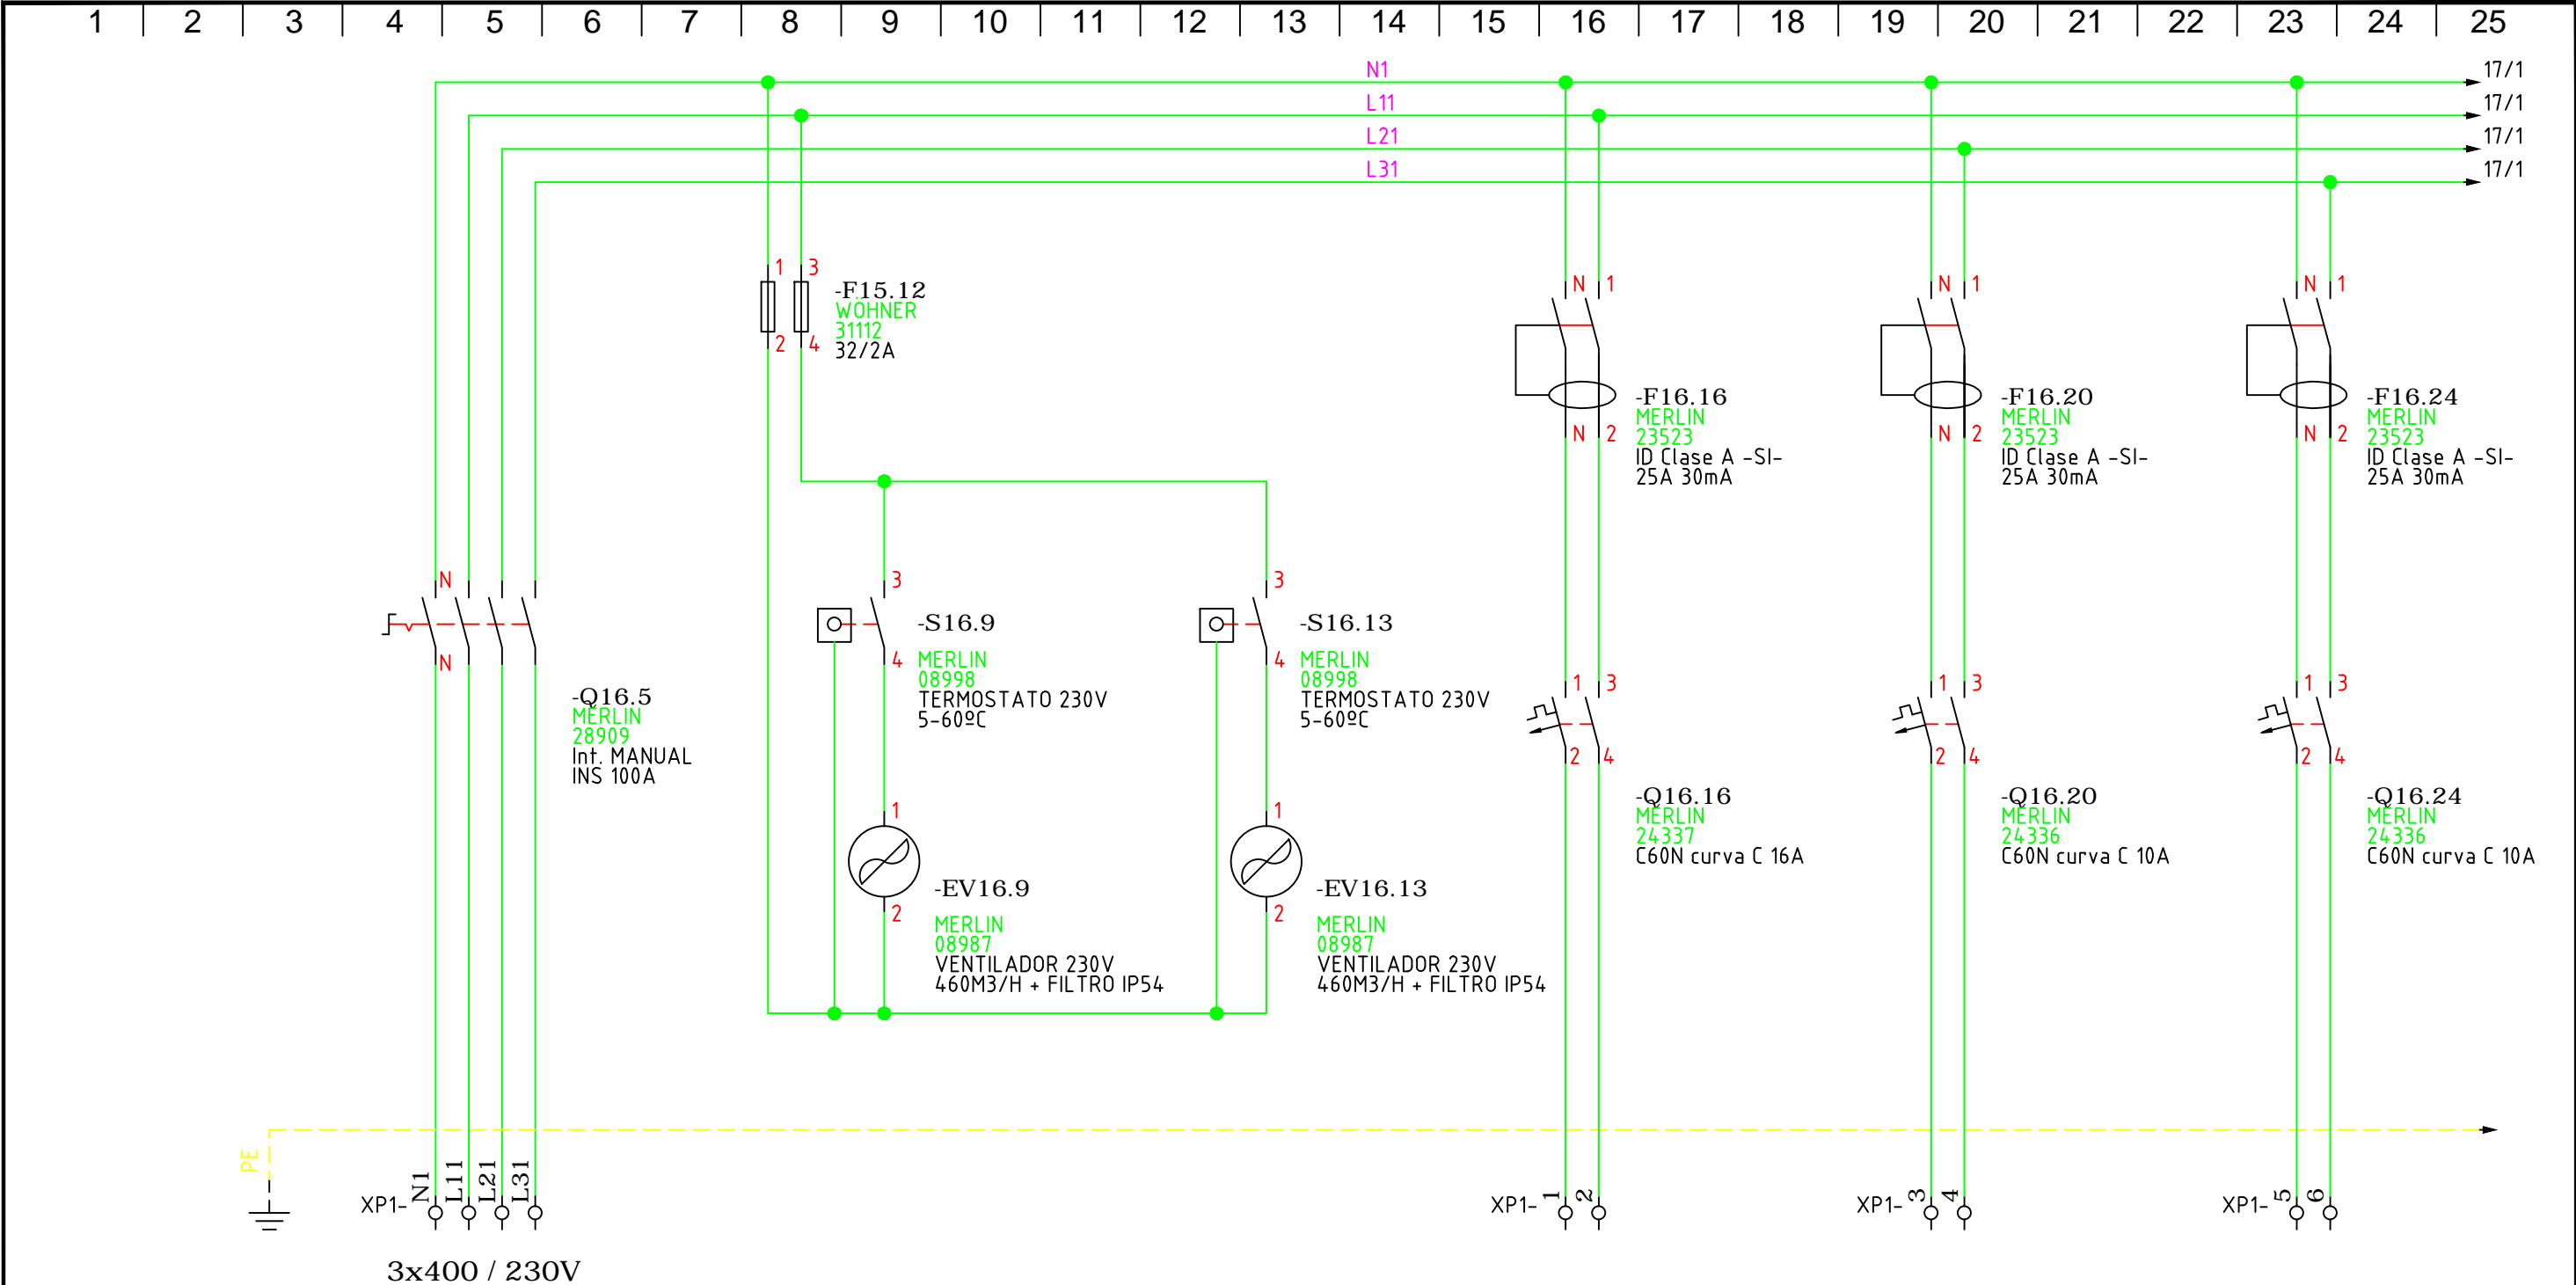 1 2 3 4 5 6 7 8 9 10 11 12 13 14 15 16 17 18 19 20 21 22 23 24 25
N1 17/1
L11 17/1
L21 17/1
L31 17/1
1 3
-F15.12
WÖHNER
31112
32/2A
2 4
N 1
N 1
N 1
-F16.16
MERLIN
23523
ID Clase A -SI-
25A 30mA
N 2
-F16.20
MERLIN
23523
ID Clase A -SI-
25A 30mA
N 2
-F16.24
MERLIN
23523
ID Clase A -SI-
25A 30mA
N 2
N
N
-Q16.5
MERLIN
28909
Int. MANUAL
INS 100A
3
-S16.9
4
MERLIN
08998
TERMOSTATO 230V
5-60ºC
3
-S16.13
4
MERLIN
08998
TERMOSTATO 230V
5-60ºC
1 3
2 4
-Q16.16
MERLIN
24337
C60N curva C 16A
1 3
2 4
-Q16.20
MERLIN
24336
C60N curva C 10A
1 3
2 4
-Q16.24
MERLIN
24336
C60N curva C 10A
1
-EV16.9
2
MERLIN
08987
VENTILADOR 230V
460M3/H + FILTRO IP54
1
-EV16.13
2
MERLIN
08987
VENTILADOR 230V
460M3/H + FILTRO IP54
PE
XP1- N1 L11 L21 L31
XP1- 1 2
XP1- 3 4
XP1- 5 6
3x400 / 230V